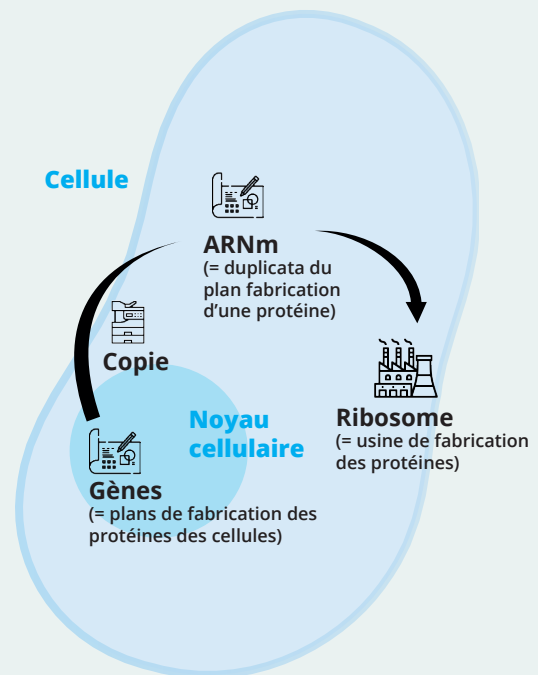 Cellule
ARNm
(= duplicata du
plan fabrication
d'une protéine)
Copie
Noyau
cellulaire
Ribosome
(= usine de fabrication
des protéines)
Gènes
(= plans de fabrication des
protéines des cellules)